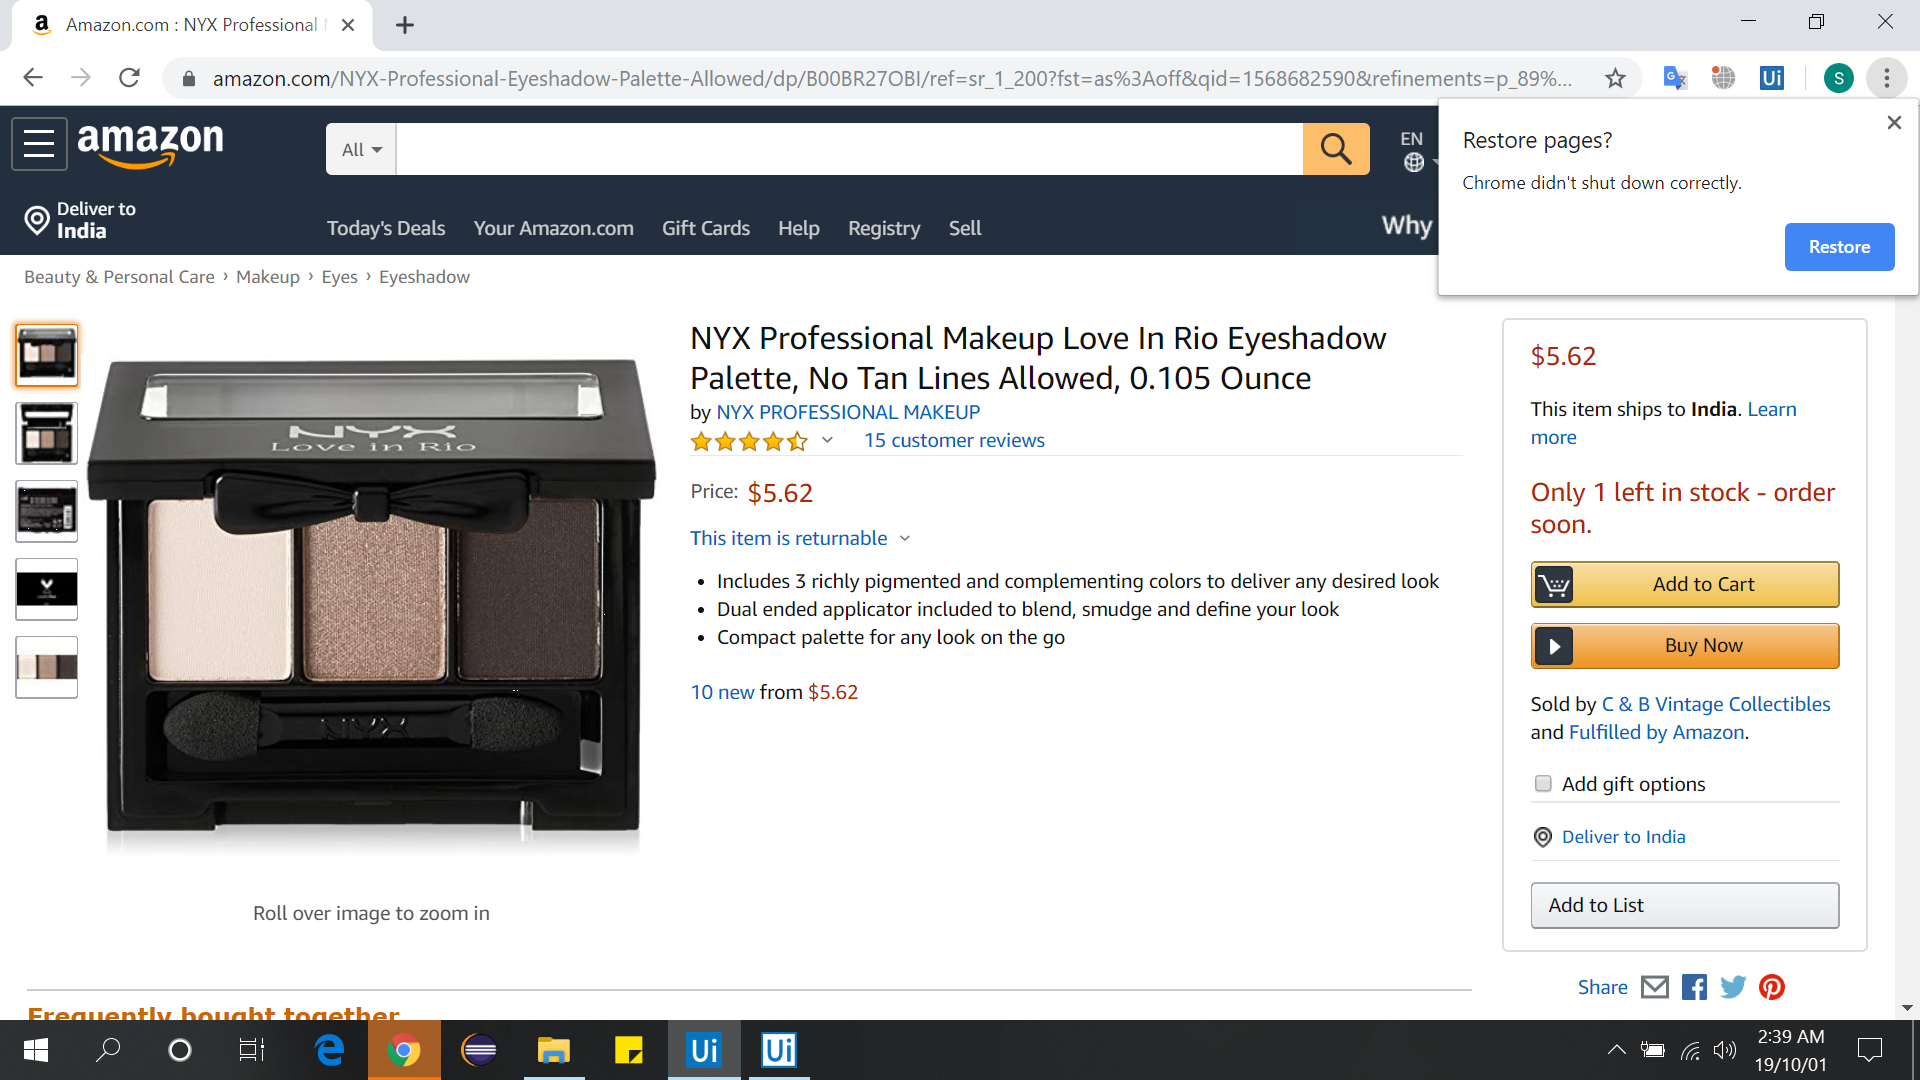 Amazon.com : NYX Professional
amazon.com/NYX-Professional-Eyeshadow-Palette-Allowed/dp/B00BR27OBI/ref=sr_1_200?fst=as%3Aoff&qid=1568682590&refinements=p_89%...
S
Restore pages?
Chrome didn't shut down correctly.
Restore
amazon
All
EN
Deliver to
India
Today's Deals Your Amazon.com Gift Cards Help Registry Sell
Why
Beauty & Personal Care › Makeup › Eyes › Eyeshadow
NYX
Love in Rio
NYX
Roll over image to zoom in
NYX Professional Makeup Love In Rio Eyeshadow
Palette, No Tan Lines Allowed, 0.105 Ounce
by NYX PROFESSIONAL MAKEUP
15 customer reviews
Price: $5.62
This item is returnable
• Includes 3 richly pigmented and complementing colors to deliver any desired look
• Dual ended applicator included to blend, smudge and define your look
• Compact palette for any look on the go
10 new from $5.62
$5.62
This item ships to India. Learn
more
Only 1 left in stock - order
soon.
Add to Cart
Buy Now
Sold by C & B Vintage Collectibles
and Fulfilled by Amazon.
Add gift options
Deliver to India
Add to List
Share
Frequently bought together
Ui
Ui
Ui
2:39 AM
19/10/01